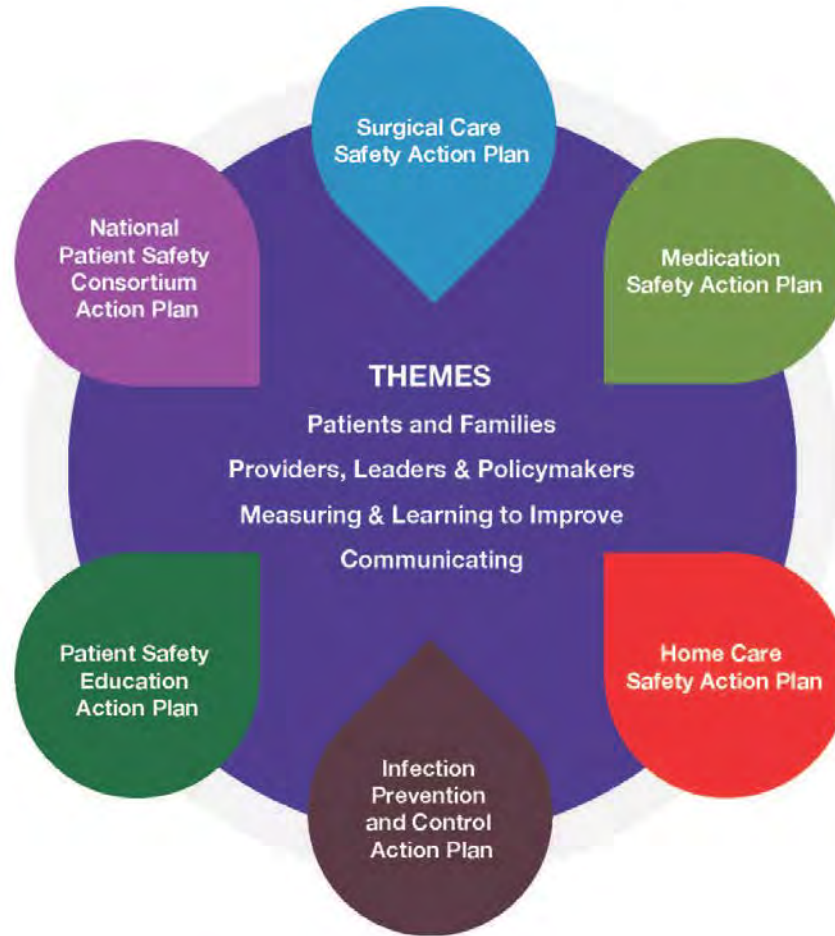 Surgical Care
Safety Action Plan
National
Patient Safety
Consortium
Action Plan
Medication
Safety Action Plan
THEMES
Patients and Families
Providers, Leaders & Policymakers
Measuring & Learning to Improve
Communicating
Patient Safety
Education
Action Plan
Home Care
Safety Action Plan
Infection
Prevention
and Control
Action Plan